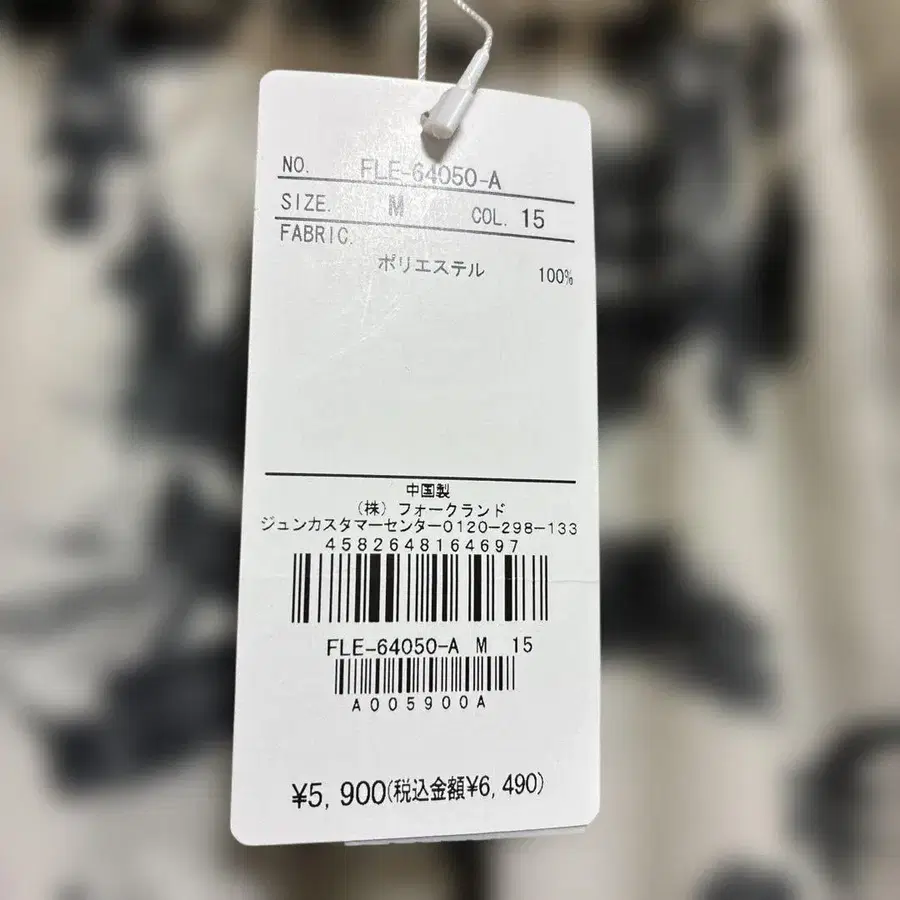 NO. FLE-64050-A
SIZE. M COL. 15
FABRIC.
ポリエステル 100%
中国製
（株）フォークランド
ジュンカスタマーセンター0120-298-133
4582648164697
FLE-64050-A M 15
A005900A
¥5,900(税込金額¥6,490)